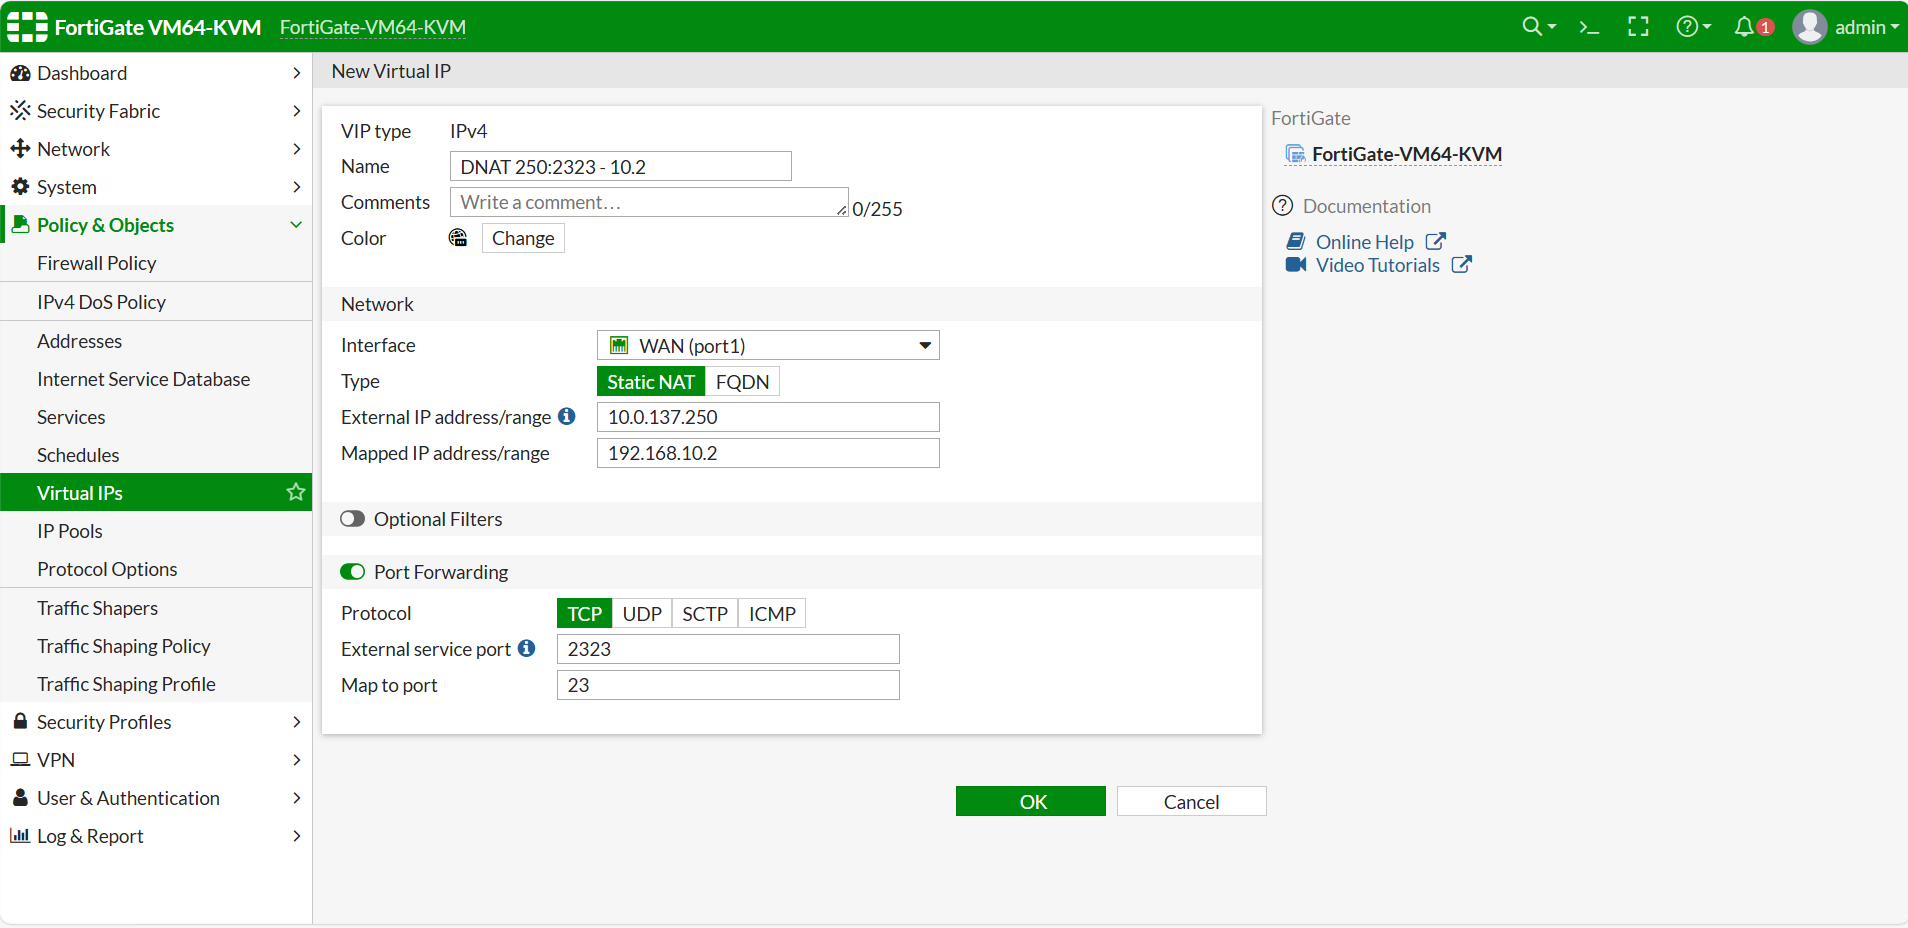 FortiGate VM64-KVM FortiGate-VM64-KVM 1 admin
Dashboard
Security Fabric
Network
System
Policy & Objects
Firewall Policy
IPv4 DoS Policy
Addresses
Internet Service Database
Services
Schedules
Virtual IPs
IP Pools
Protocol Options
Traffic Shapers
Traffic Shaping Policy
Traffic Shaping Profile
Security Profiles
VPN
User & Authentication
Log & Report
New Virtual IP
VIP type IPv4
Name DNAT 250:2323 - 10.2
Comments Write a comment... 0/255
Color Change
Network
Interface WAN (port1)
Type Static NAT FQDN
External IP address/range 10.0.137.250
Mapped IP address/range 192.168.10.2
Optional Filters
Port Forwarding
Protocol TCP UDP SCTP ICMP
External service port 2323
Map to port 23
OK Cancel
FortiGate
FortiGate-VM64-KVM
Documentation
Online Help
Video Tutorials